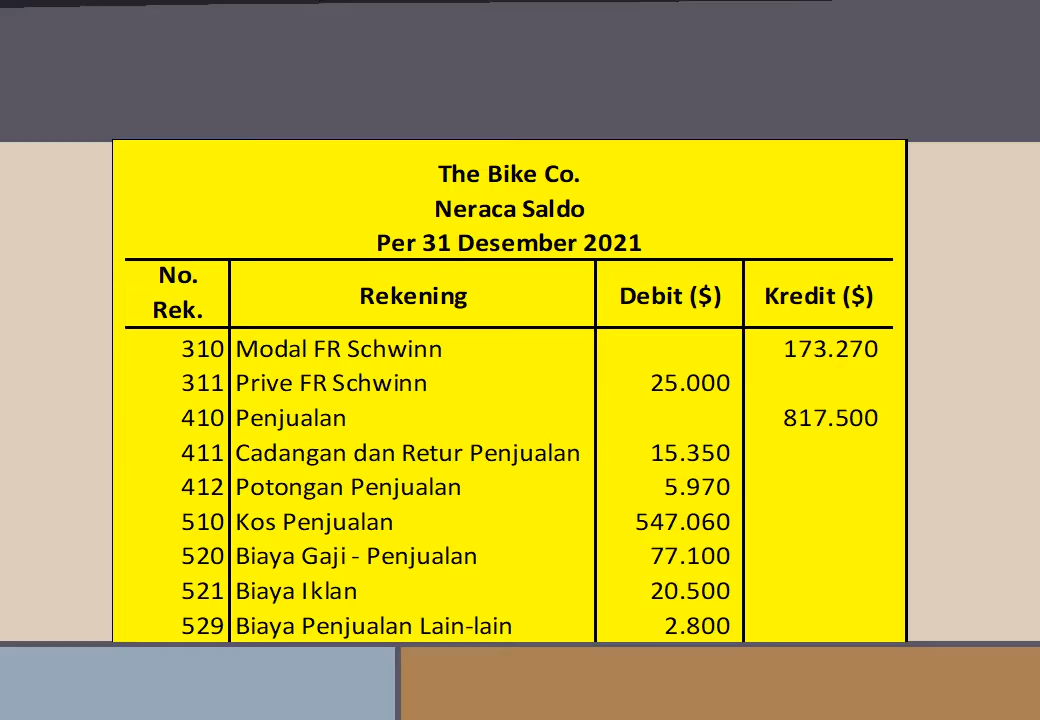 The Bike Co.
Neraca Saldo
Per 31 Desember 2021
No. Rek. Rekening Debit ($) Kredit ($)
310 Modal FR Schwinn 173.270
311 Prive FR Schwinn 25.000
410 Penjualan 817.500
411 Cadangan dan Retur Penjualan 15.350
412 Potongan Penjualan 5.970
510 Kos Penjualan 547.060
520 Biaya Gaji - Penjualan 77.100
521 Biaya Iklan 20.500
529 Biaya Penjualan Lain-lain 2.800